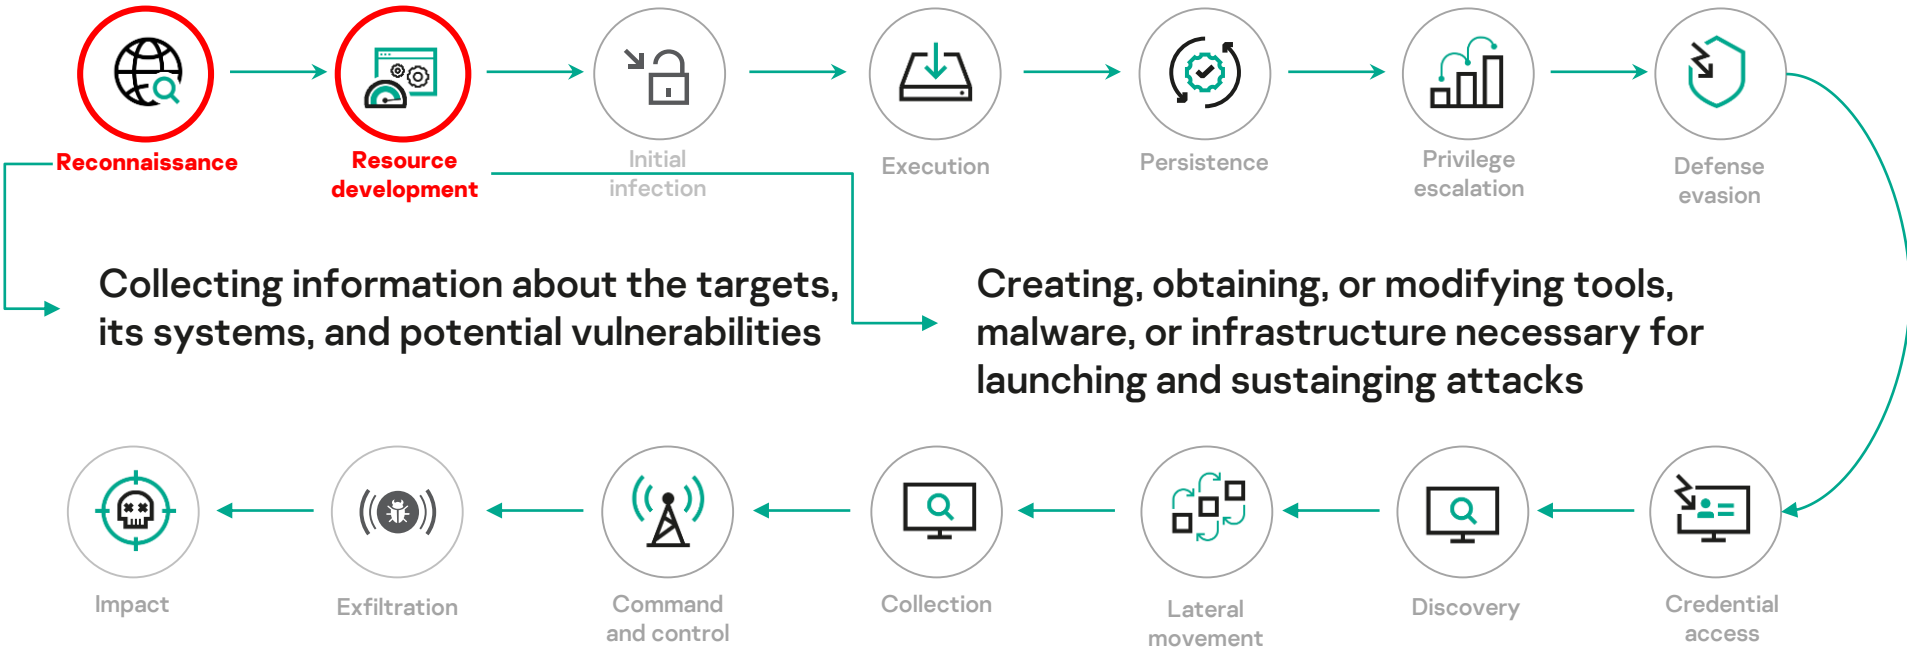 Reconnaissance
Resource
development
Initial
infection
Execution
Persistence
Privilege
escalation
Defense
evasion
Collecting information about the targets,
its systems, and potential vulnerabilities
Creating, obtaining, or modifying tools,
malware, or infrastructure necessary for
launching and sustainging attacks
Impact
Exfiltration
Command
and control
Collection
Lateral
movement
Discovery
Credential
access